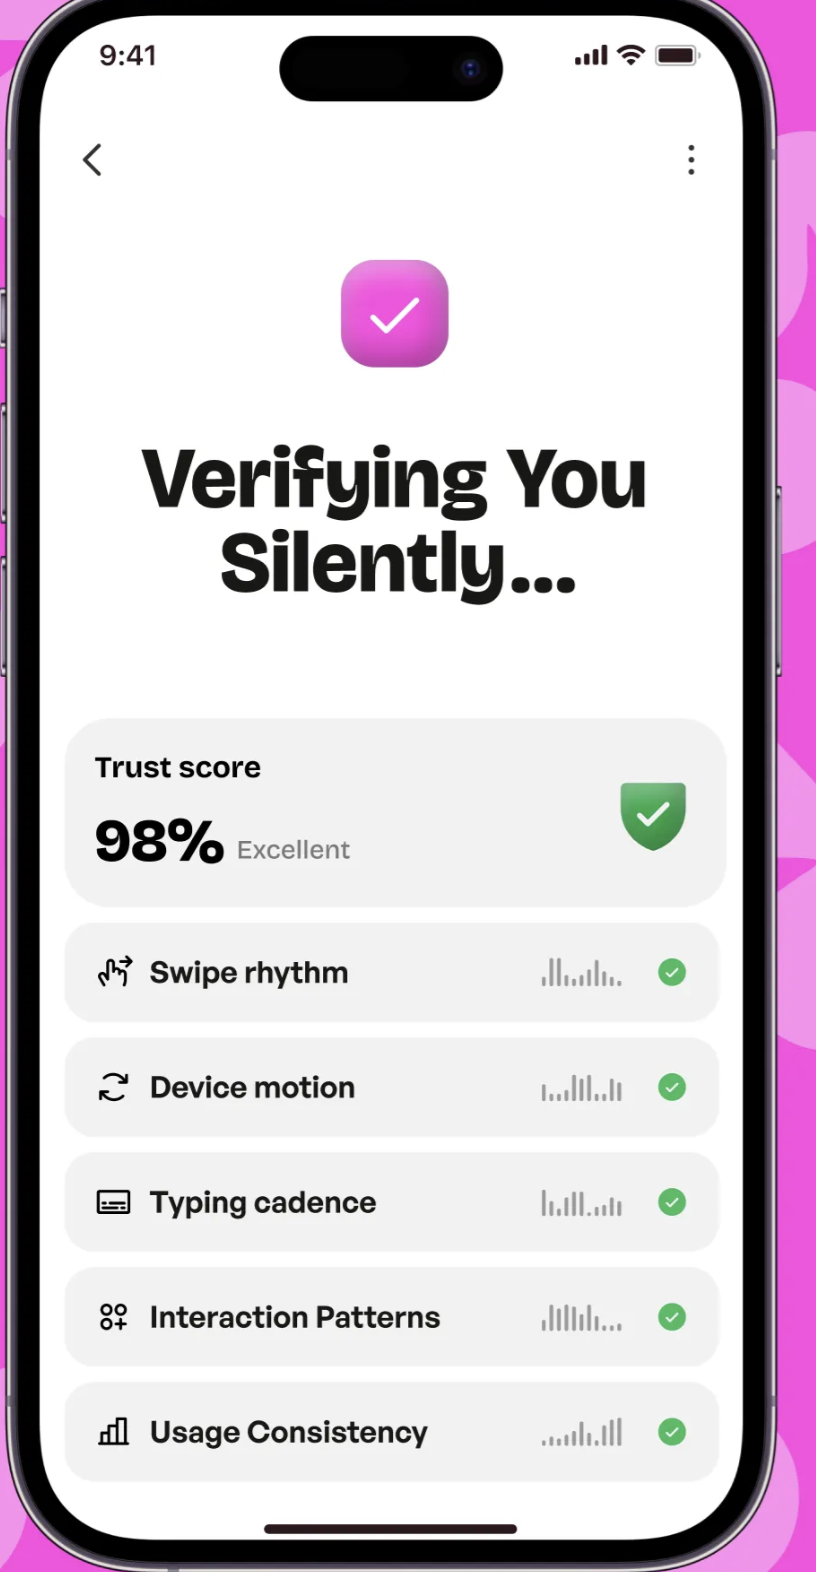 9:41
Verifying You
Silently...
Trust score
98% Excellent
Swipe rhythm
Device motion
Typing cadence
Interaction Patterns
Usage Consistency